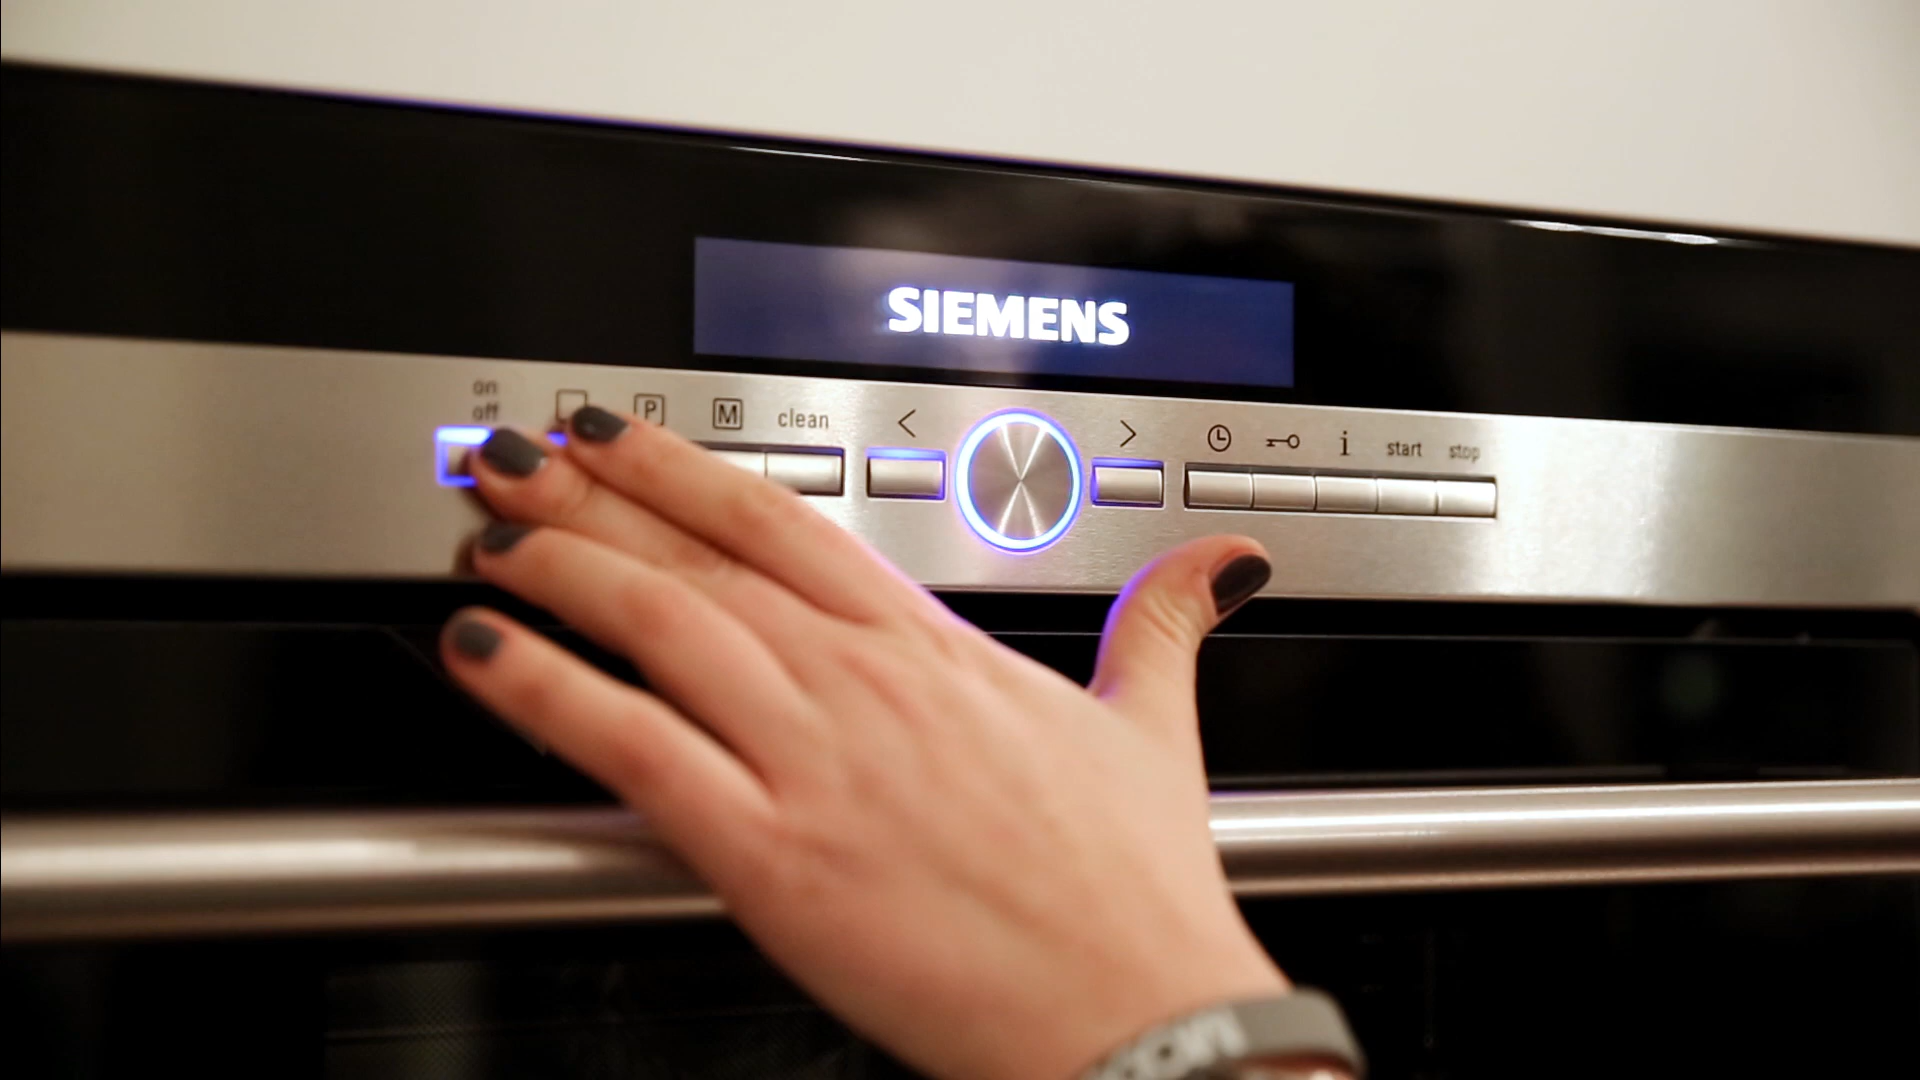 SIEMENS
on
off
P
M
clean
<
>
i
start
stop